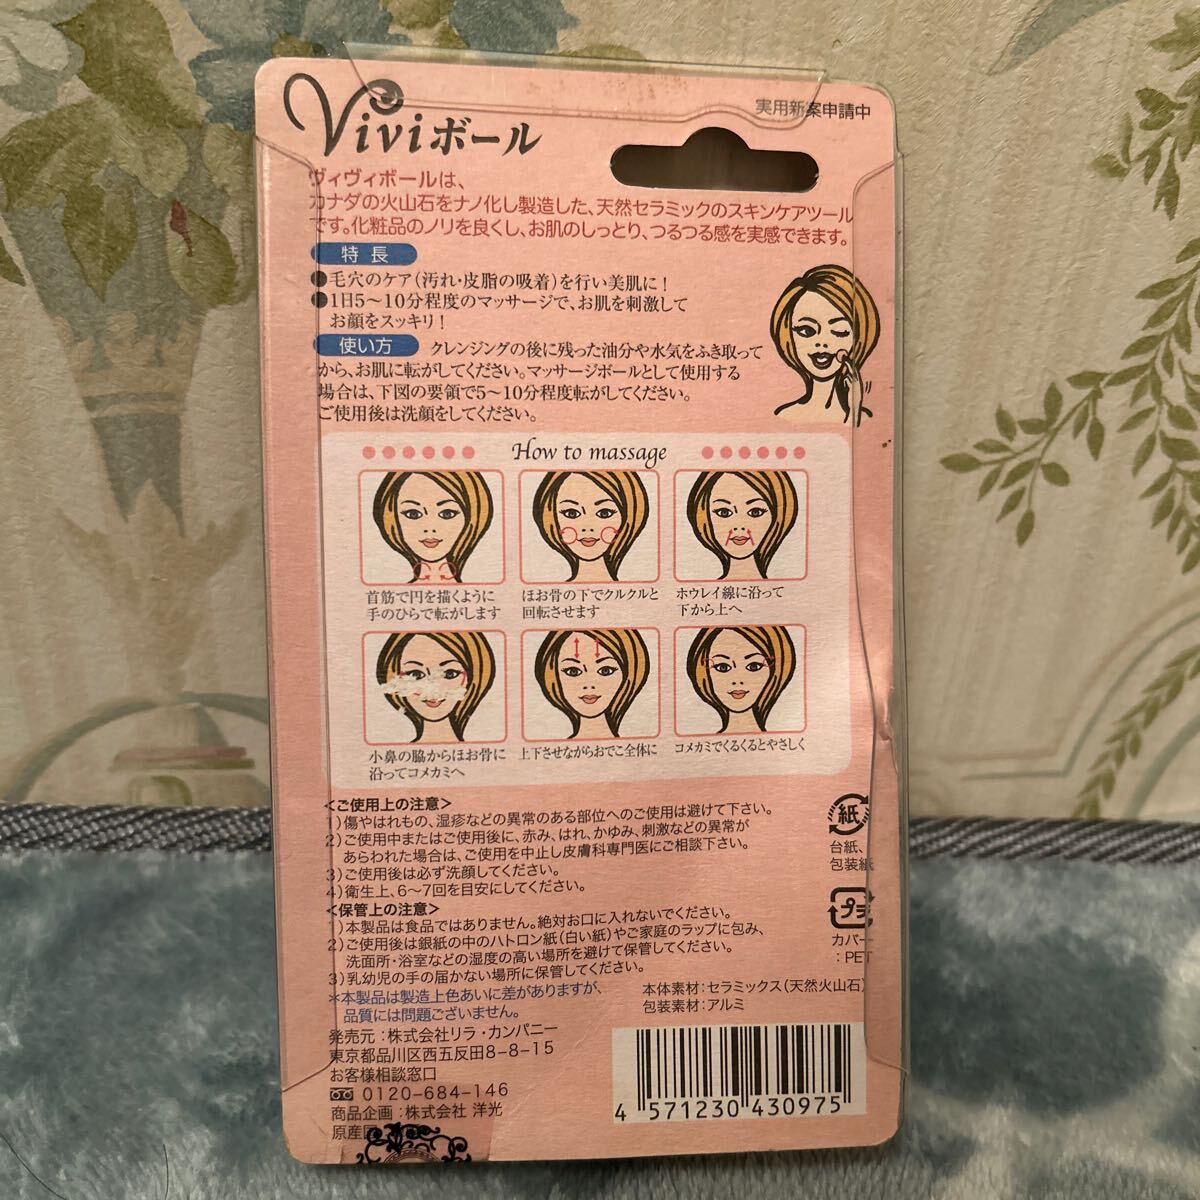 Viviボール
実用新案申請中
ヴィヴィボールは、
カナダの火山石をナノ化し製造した、天然セラミックのスキンケアツール
です。化粧品のノリを良くし、お肌のしっとり、つるつる感を実感できます。
特長
●毛穴のケア(汚れ・皮脂の吸着)を行い美肌に!
●1日5〜10分程度のマッサージで、お肌を刺激して
お顔をスッキリ!
使い方 クレンジングの後に残った油分や水気をふき取って
から、お肌に転がしてください。マッサージボールとして使用する
場合は、下図の要領で5〜10分程度転がしてください。
ご使用後は洗顔をしてください。
How to massage
首筋で円を描くように
手のひらで転がします
ほお骨の下でクルクルと
回転させます
ホウレイ線に沿って
下から上へ
小鼻の脇からほお骨に
沿ってコメカミへ
上下させながらおでこ全体に
コメカミでくるくるとやさしく
<ご使用上の注意>
1)傷やはれもの、湿疹などの異常のある部位へのご使用は避けて下さい。
2)ご使用中またはご使用後に、赤み、はれ、かゆみ、刺激などの異常が
あらわれた場合は、ご使用を中止し皮膚科専門医にご相談下さい。
3)ご使用後は必ず洗顔してください。
4)衛生上、6〜7回を目安にしてください。
<保管上の注意>
1)本製品は食品ではありません。絶対お口に入れないでください。
2)ご使用後は銀紙の中のハトロン紙(白い紙)やご家庭のラップに包み、
洗面所・浴室などの湿度の高い場所を避けて保管してください。
3)乳幼児の手の届かない場所に保管してください。
*本製品は製造上色あいに差がありますが、
品質には問題ございません。
紙
台紙、
包装紙
プラ
カバー
:PET
本体素材:セラミックス(天然火山石)
包装素材:アルミ
発売元:株式会社リラ・カンパニー
東京都品川区西五反田8-8-15
お客様相談窓口
0120-684-146
商品企画:株式会社 洋光
原産
4 571230 430975